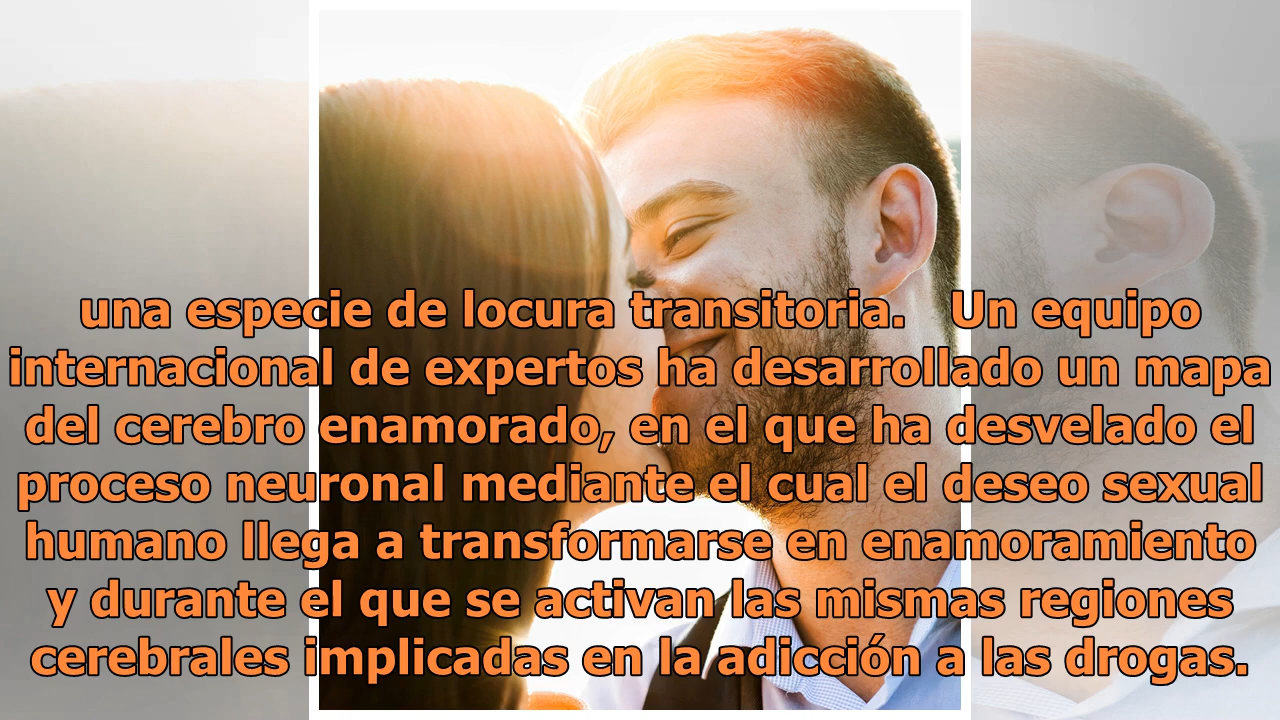 una especie de locura transitoria.   Un equipo
internacional de expertos ha desarrollado un mapa
del cerebro enamorado, en el que ha desvelado el
proceso neuronal mediante el cual el deseo sexual
humano llega a transformarse en enamoramiento
y durante el que se activan las mismas regiones
cerebrales implicadas en la adicción a las drogas.